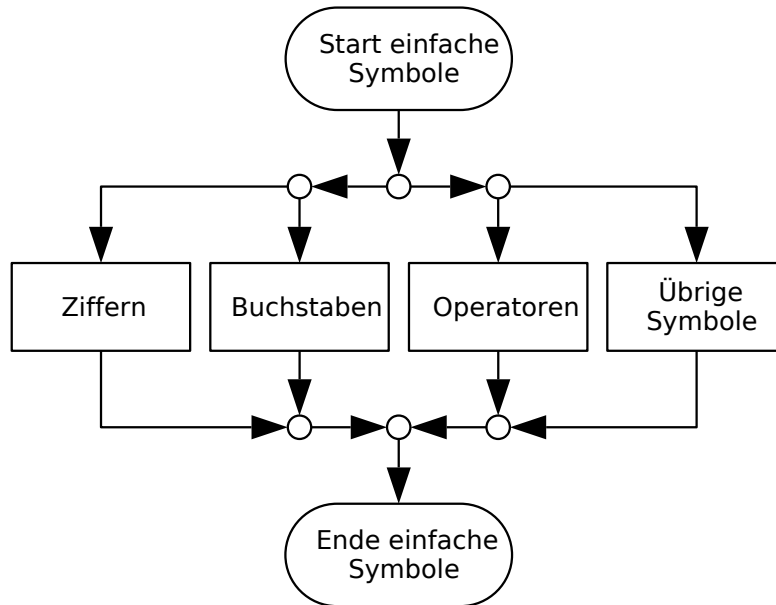 Start einfache
Symbole
Ziffern
Buchstaben
Operatoren
Übrige
Symbole
Ende einfache
Symbole